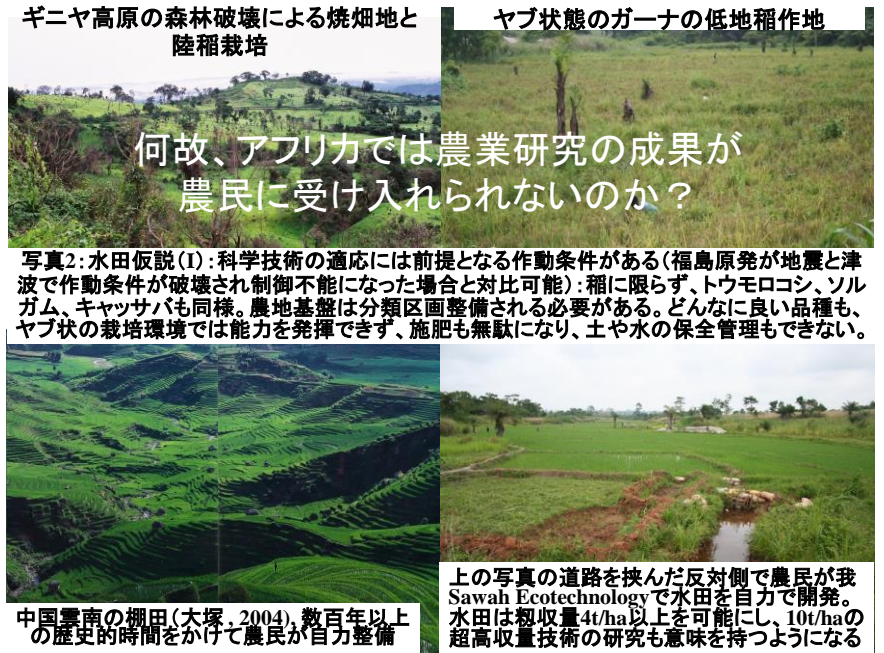 ギニヤ高原の森林破壊による焼畑地と
陸稲栽培
ヤブ状態のガーナの低地稲作地
何故、アフリカでは農業研究の成果が
農民に受け入れられないのか？
写真2：水田仮説（I）：科学技術の適応には前提となる作動条件がある（福島原発が地震と津
波で作動条件が破壊され制御不能になった場合と対比可能）：稲に限らず、トウモロコシ、ソル
ガム、キャッサバも同様。農地基盤は分類区画整備される必要がある。どんなに良い品種も、
ヤブ状の栽培環境では能力を発揮できず、施肥も無駄になり、土や水の保全管理もできない。
中国雲南の棚田（大塚，2004），数百年以上
の歴史的時間をかけて農民が自力整備
上の写真の道路を挟んだ反対側で農民が我
Sawah Ecotechnologyで水田を自力で開発。
水田は籾収量4t/ha以上を可能にし、10t/haの
超高収量技術の研究も意味を持つようになる